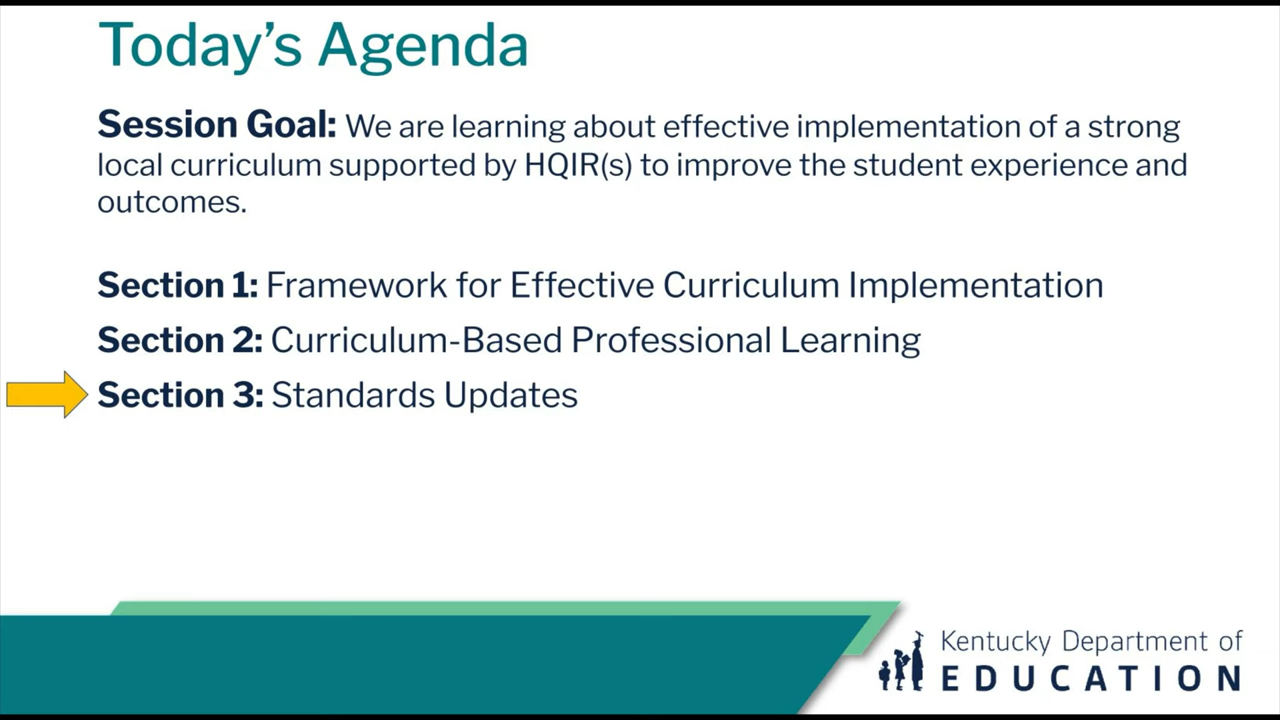 Today’s Agenda
Session Goal: We are learning about effective implementation of a strong
local curriculum supported by HQIR(s) to improve the student experience and
outcomes.
Section 1: Framework for Effective Curriculum Implementation
Section 2: Curriculum-Based Professional Learning
Section 3: Standards Updates
Kentucky Department of
EDUCATION